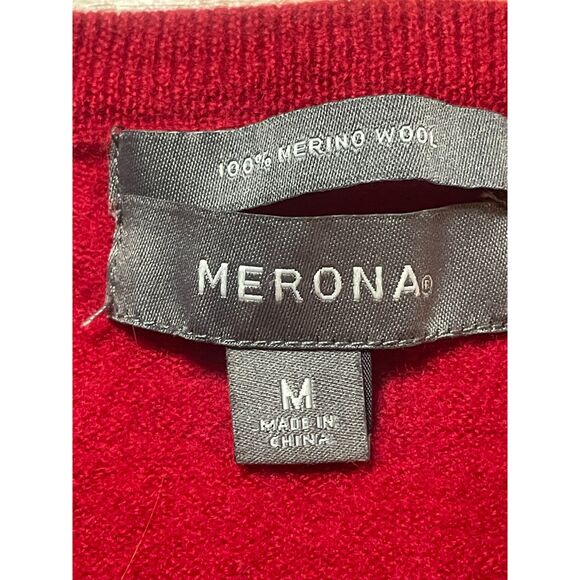 100% MERINO WOOL
MERONA®
M
MADE IN
CHINA